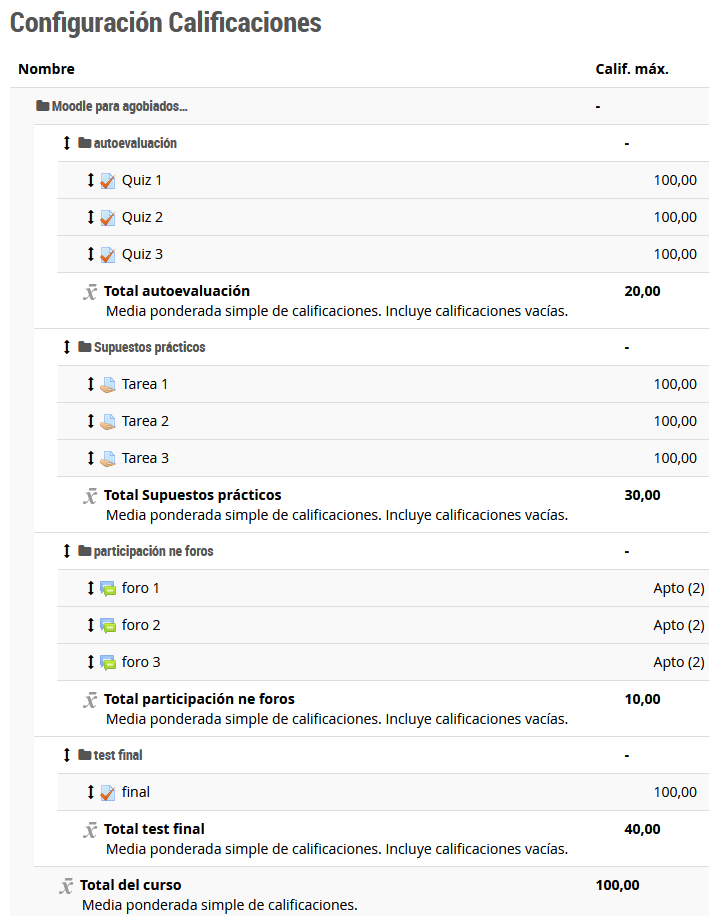 Configuración Calificaciones
Nombre Calif. máx.
Moodle para agobiados... -
autoevaluación -
Quiz 1 100,00
Quiz 2 100,00
Quiz 3 100,00
Total autoevaluación 20,00
Media ponderada simple de calificaciones. Incluye calificaciones vacías.
Supuestos prácticos -
Tarea 1 100,00
Tarea 2 100,00
Tarea 3 100,00
Total Supuestos prácticos 30,00
Media ponderada simple de calificaciones. Incluye calificaciones vacías.
participación ne foros -
foro 1 Apto (2)
foro 2 Apto (2)
foro 3 Apto (2)
Total participación ne foros 10,00
Media ponderada simple de calificaciones. Incluye calificaciones vacías.
test final -
final 100,00
Total test final 40,00
Media ponderada simple de calificaciones. Incluye calificaciones vacías.
Total del curso 100,00
Media ponderada simple de calificaciones.